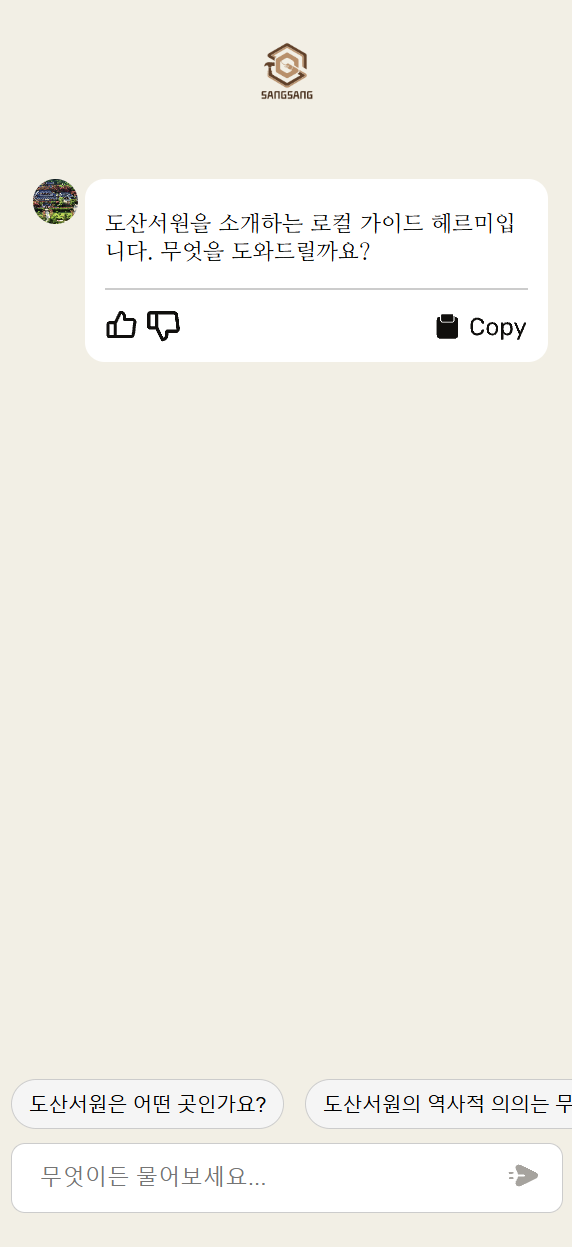 SANGSANG
도산서원을 소개하는 로컬 가이드 헤르미입
니다. 무엇을 도와드릴까요?
Copy
도산서원은 어떤 곳인가요?
도산서원의 역사적 의의는 무
무엇이든 물어보세요...